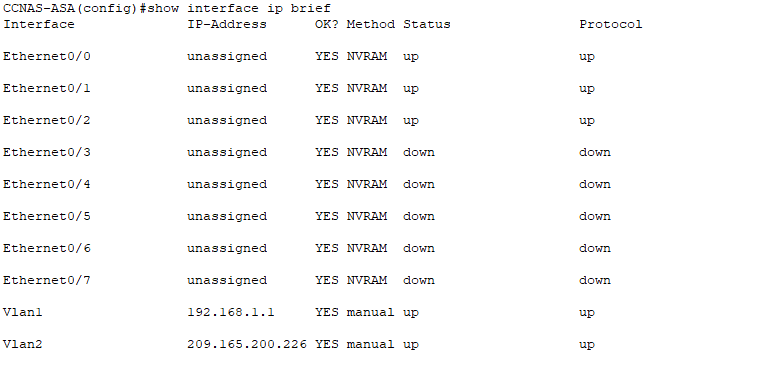 CCNAS-ASA(config)#show interface ip brief
Interface IP-Address OK? Method Status Protocol
Ethernet0/0 unassigned YES NVRAM up up
Ethernet0/1 unassigned YES NVRAM up up
Ethernet0/2 unassigned YES NVRAM up up
Ethernet0/3 unassigned YES NVRAM down down
Ethernet0/4 unassigned YES NVRAM down down
Ethernet0/5 unassigned YES NVRAM down down
Ethernet0/6 unassigned YES NVRAM down down
Ethernet0/7 unassigned YES NVRAM down down
Vlan1 192.168.1.1 YES manual up up
Vlan2 209.165.200.226 YES manual up up